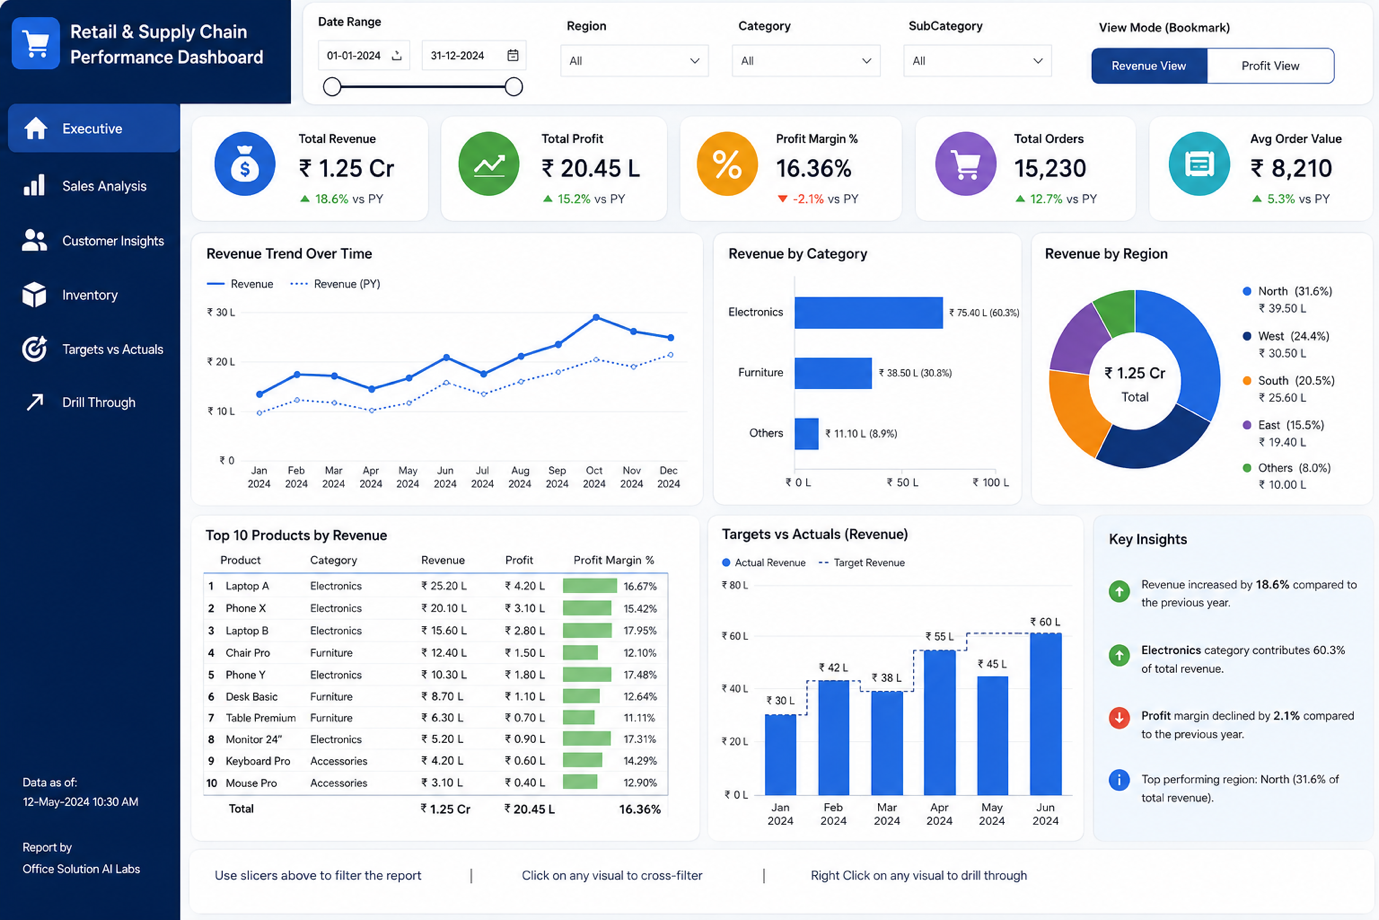 Retail & Supply Chain
Performance Dashboard
Date Range
01-01-2024
31-12-2024
Region
All
Category
All
SubCategory
All
View Mode (Bookmark)
Revenue View
Profit View
Executive
Sales Analysis
Customer Insights
Inventory
Targets vs Actuals
Drill Through
Data as of:
12-May-2024 10:30 AM
Report by
Office Solution AI Labs
Total Revenue
₹ 1.25 Cr
▲ 18.6% vs PY
Total Profit
₹ 20.45 L
▲ 15.2% vs PY
Profit Margin %
16.36%
▼ -2.1% vs PY
Total Orders
15,230
▲ 12.7% vs PY
Avg Order Value
₹ 8,210
▲ 5.3% vs PY
Revenue Trend Over Time
Revenue
Revenue (PY)
₹ 30 L
₹ 20 L
₹ 10 L
₹ 0
Jan Feb Mar Apr May Jun Jul Aug Sep Oct Nov Dec
2024 2024 2024 2024 2024 2024 2024 2024 2024 2024 2024 2024
Revenue by Category
Electronics ₹ 75.40 L (60.3%)
Furniture ₹ 38.50 L (30.8%)
Others ₹ 11.10 L (8.9%)
₹ 0 L ₹ 50 L ₹ 100 L
Revenue by Region
₹ 1.25 Cr
Total
North (31.6%)
₹ 39.50 L
West (24.4%)
₹ 30.50 L
South (20.5%)
₹ 25.60 L
East (15.5%)
₹ 19.40 L
Others (8.0%)
₹ 10.00 L
Top 10 Products by Revenue
Product Category Revenue Profit Profit Margin %
1 Laptop A Electronics ₹ 25.20 L ₹ 4.20 L 16.67%
2 Phone X Electronics ₹ 20.10 L ₹ 3.10 L 15.42%
3 Laptop B Electronics ₹ 15.60 L ₹ 2.80 L 17.95%
4 Chair Pro Furniture ₹ 12.40 L ₹ 1.50 L 12.10%
5 Phone Y Electronics ₹ 10.30 L ₹ 1.80 L 17.48%
6 Desk Basic Furniture ₹ 8.70 L ₹ 1.10 L 12.64%
7 Table Premium Furniture ₹ 6.30 L ₹ 0.70 L 11.11%
8 Monitor 24" Electronics ₹ 5.20 L ₹ 0.90 L 17.31%
9 Keyboard Pro Accessories ₹ 4.20 L ₹ 0.60 L 14.29%
10 Mouse Pro Accessories ₹ 3.10 L ₹ 0.40 L 12.90%
Total ₹ 1.25 Cr ₹ 20.45 L 16.36%
Targets vs Actuals (Revenue)
Actual Revenue
Target Revenue
₹ 80 L
₹ 60 L
₹ 40 L
₹ 20 L
₹ 0 L
₹ 30 L
₹ 42 L
₹ 38 L
₹ 55 L
₹ 45 L
₹ 60 L
Jan Feb Mar Apr May Jun
2024 2024 2024 2024 2024 2024
Key Insights
Revenue increased by 18.6% compared to
the previous year.
Electronics category contributes 60.3%
of total revenue.
Profit margin declined by 2.1% compared
to the previous year.
Top performing region: North (31.6% of
total revenue).
Use slicers above to filter the report | Click on any visual to cross-filter | Right Click on any visual to drill through